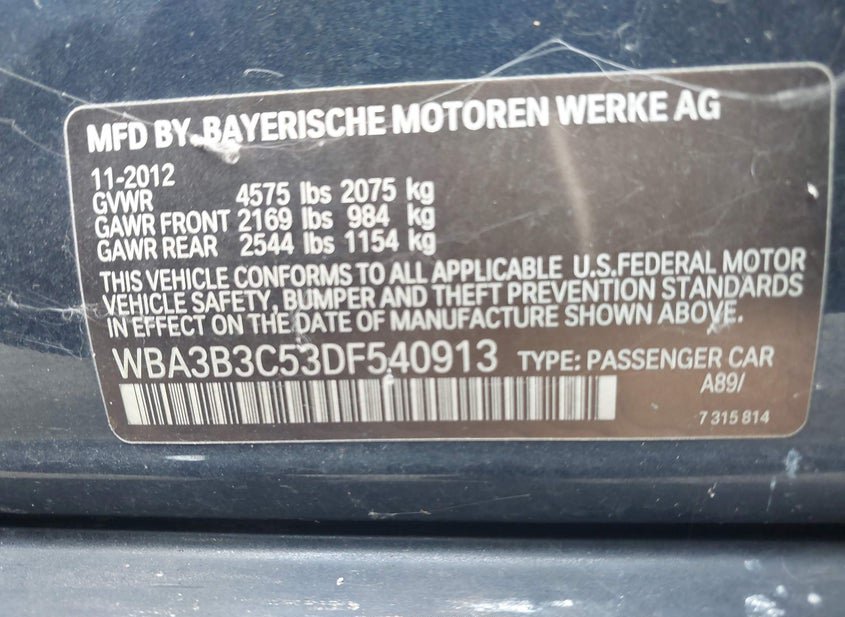 MFD BY. BAYERISCHE MOTOREN WERKE AG
11-2012
GVWR 4575 lbs 2075 kg
GAWR FRONT 2169 lbs 984 kg
GAWR REAR 2544 lbs 1154 kg
THIS VEHICLE CONFORMS TO ALL APPLICABLE U.S.FEDERAL MOTOR
VEHICLE SAFETY, BUMPER AND THEFT PREVENTION STANDARDS
IN EFFECT ON THE DATE OF MANUFACTURE SHOWN ABOVE.
WBA3B3C53DF540913 TYPE: PASSENGER CAR
A89/
7 315 814